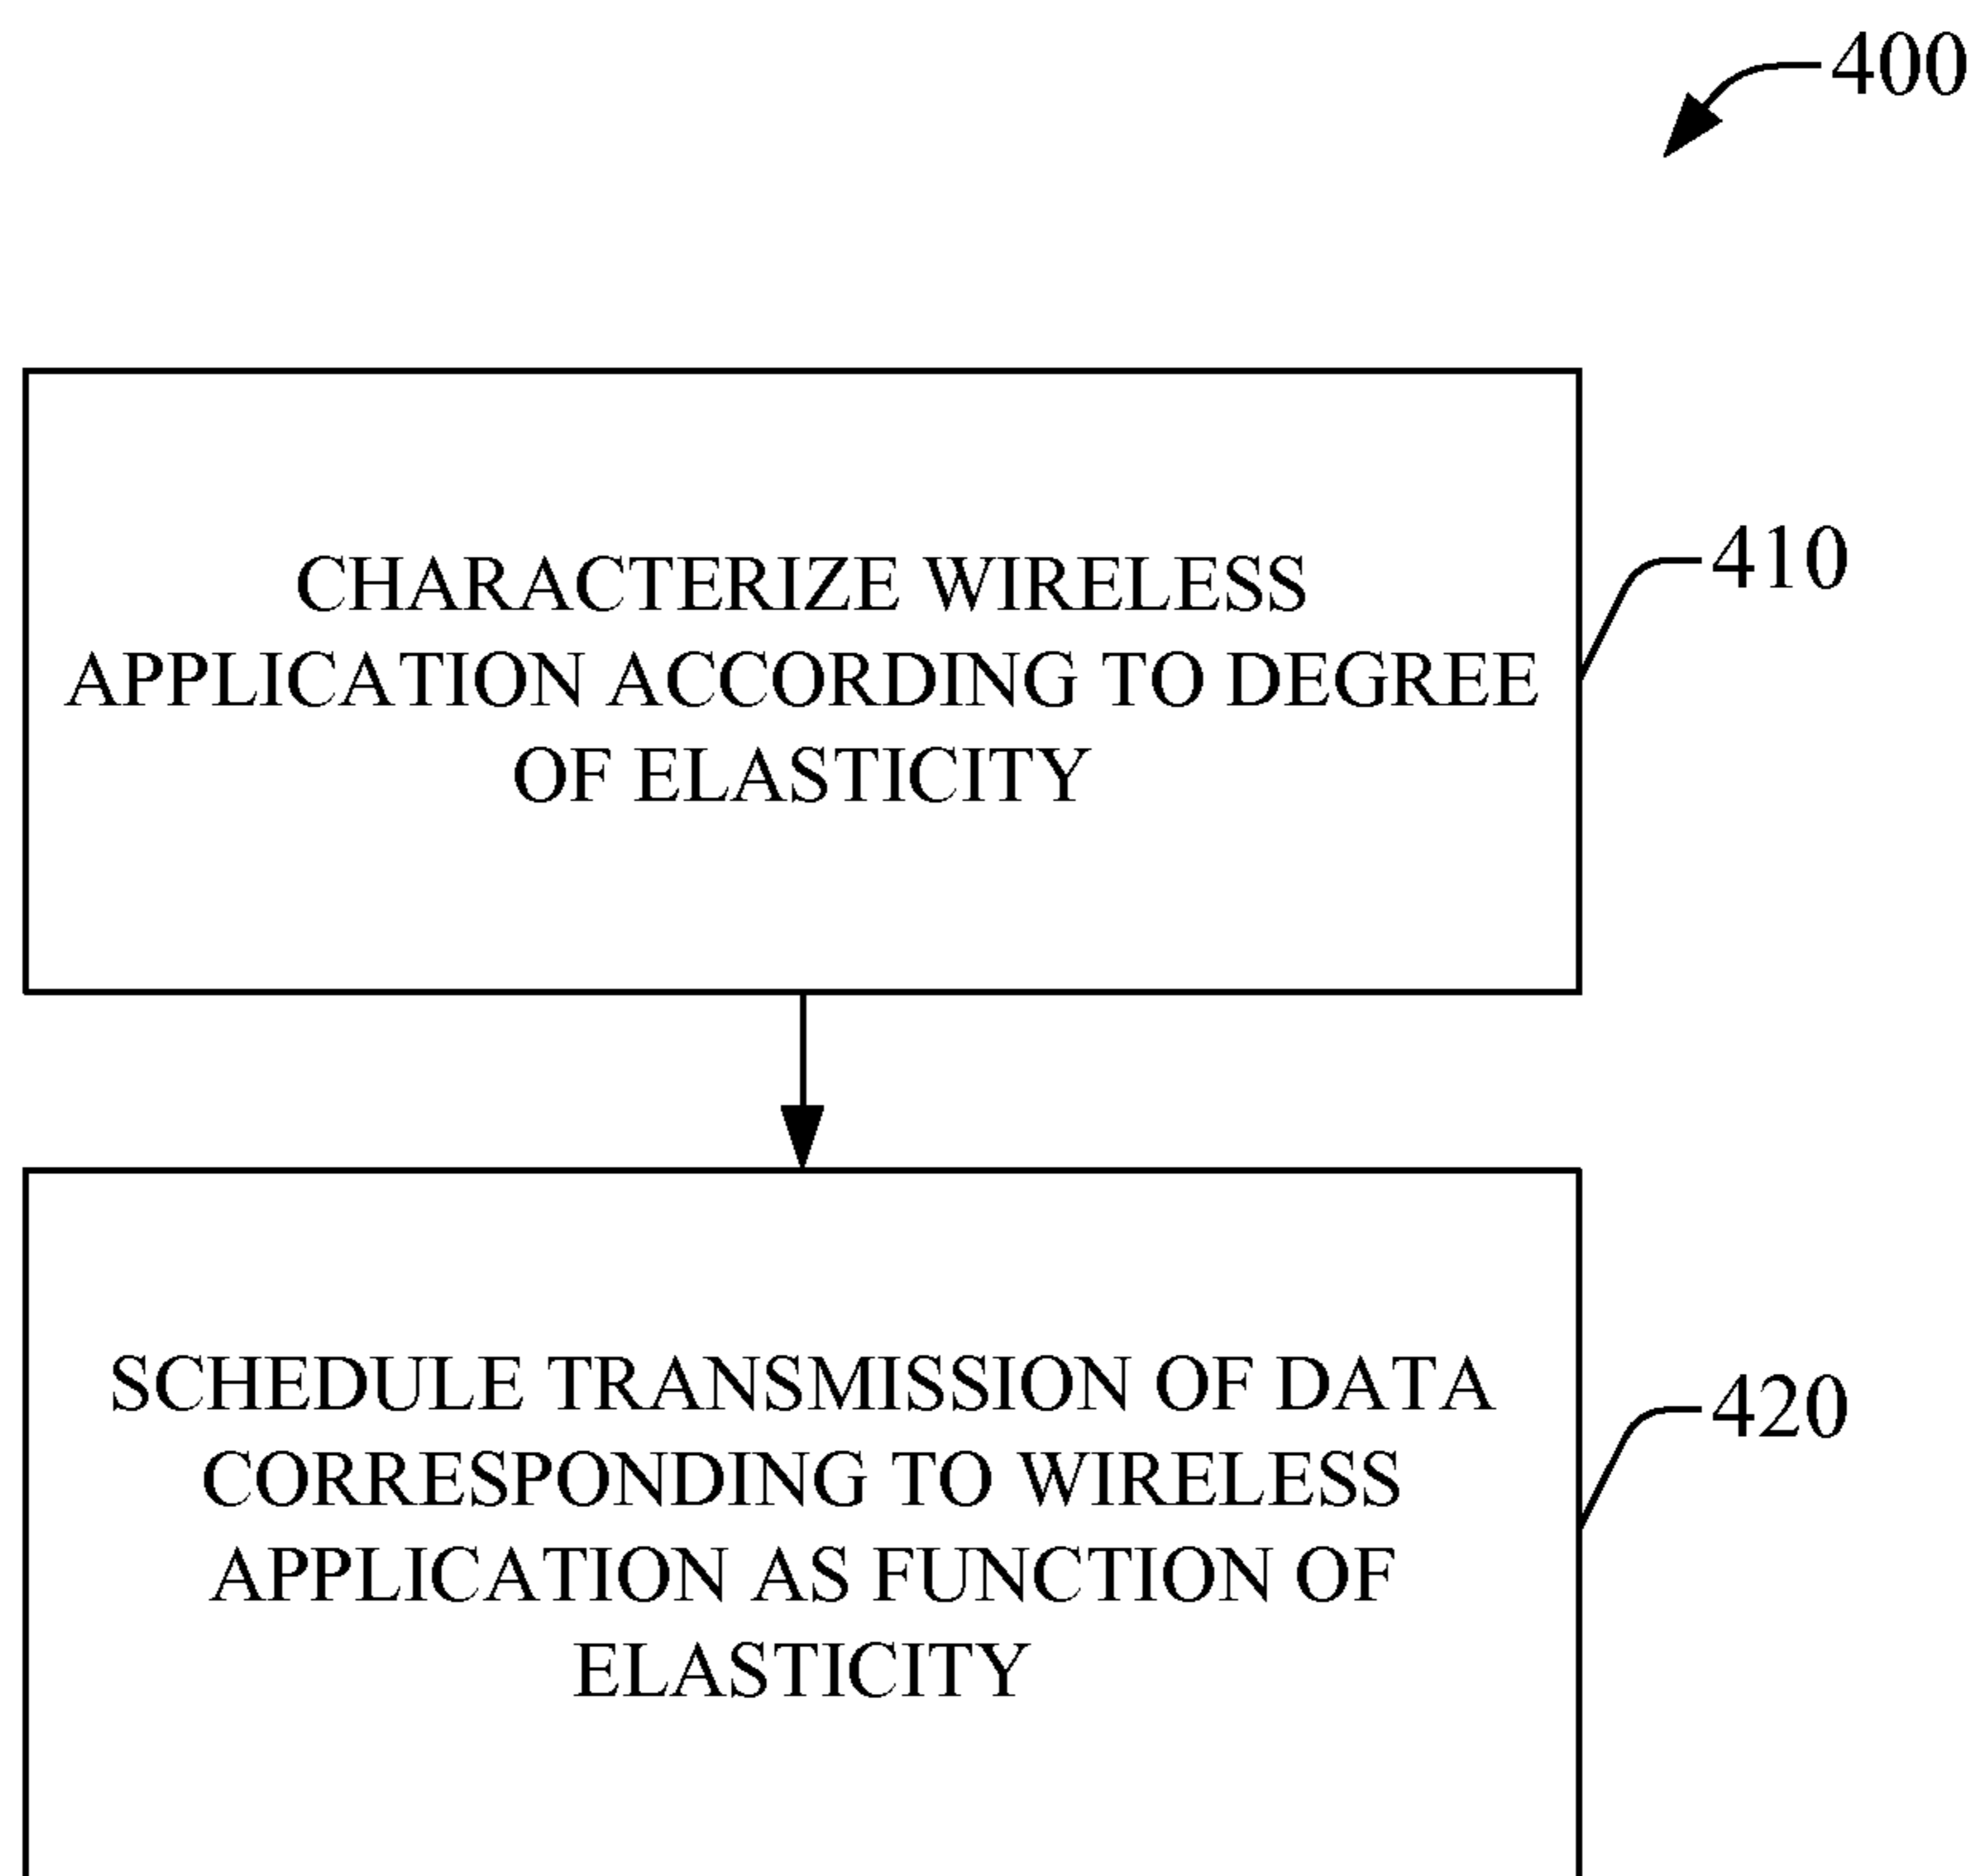 400
CHARACTERIZE WIRELESS
APPLICATION ACCORDING TO DEGREE
OF ELASTICITY
410
SCHEDULE TRANSMISSION OF DATA
CORRESPONDING TO WIRELESS
APPLICATION AS FUNCTION OF
ELASTICITY
420